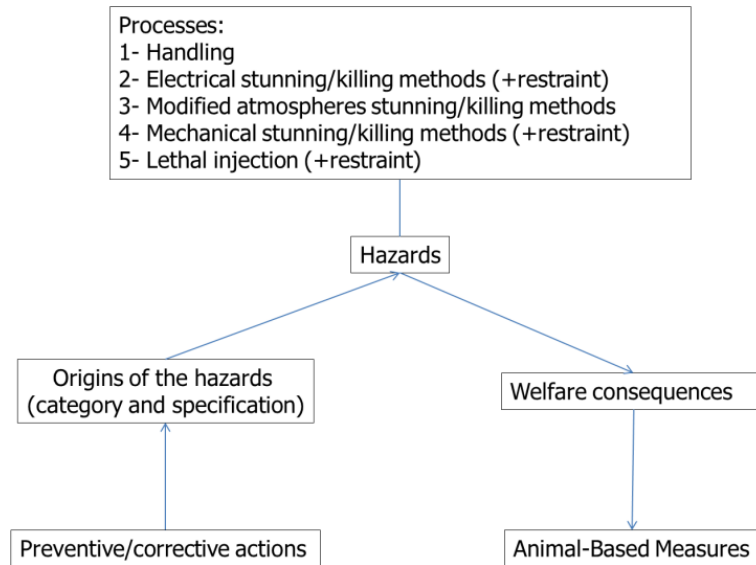 Processes:
1- Handling
2- Electrical stunning/killing methods (+restraint)
3- Modified atmospheres stunning/killing methods
4- Mechanical stunning/killing methods (+restraint)
5- Lethal injection (+restraint)
Hazards
Origins of the hazards
(category and specification)
Welfare consequences
Preventive/corrective actions
Animal-Based Measures